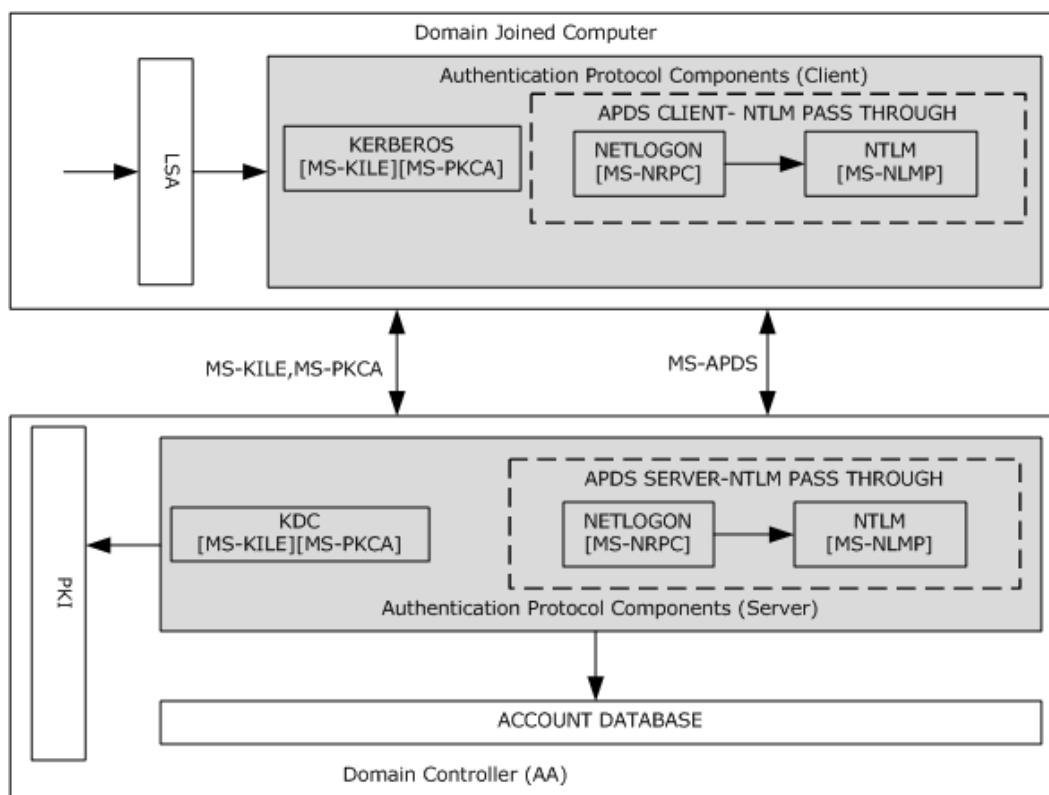 Domain Joined Computer
LSA
Authentication Protocol Components (Client)
KERBEROS
[MS-KILE][MS-PKCA]
APDS CLIENT- NTLM PASS THROUGH
NETLOGON
[MS-NRPC]
NTLM
[MS-NLMP]
MS-KILE,MS-PKCA
MS-APDS
PKI
KDC
[MS-KILE][MS-PKCA]
APDS SERVER-NTLM PASS THROUGH
NETLOGON
[MS-NRPC]
NTLM
[MS-NLMP]
Authentication Protocol Components (Server)
ACCOUNT DATABASE
Domain Controller (AA)